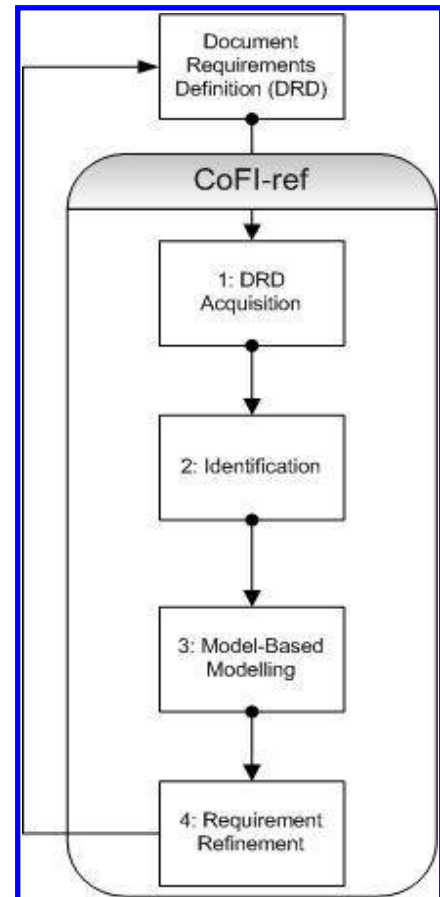 Document
Requirements
Definition (DRD)
CoFI-ref
1: DRD
Acquisition
2: Identification
3: Model-Based
Modelling
4: Requirement
Refinement